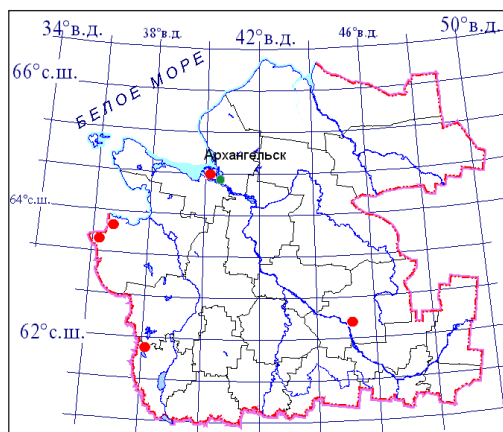 34°в.д.
38°в.д.
42°в.д.
46°в.д.
50°в.д.
66°с.ш.
БЕЛОЕ МОРЕ
Архангельск
64°с.ш.
62°с.ш.